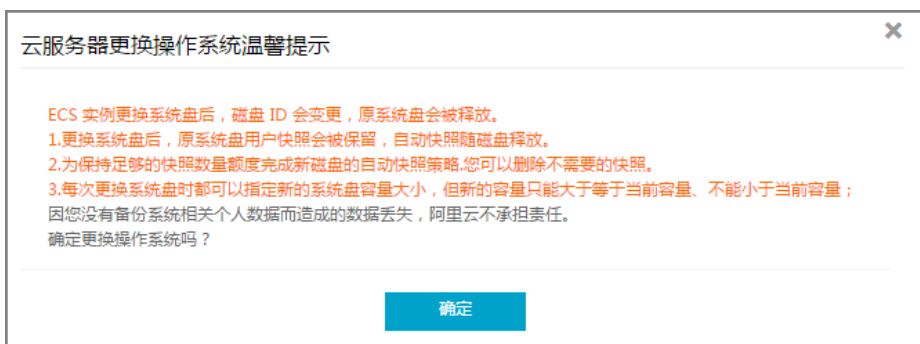 云服务器更换操作系统温馨提示
ECS 实例更换系统盘后，磁盘 ID 会变更，原系统盘会被释放。
1.更换系统盘后，原系统盘用户快照会被保留，自动快照随磁盘释放。
2.为保持足够的快照数量额度完成新磁盘的自动快照策略.您可以删除不需要的快照。
3.每次更换系统盘时都可以指定新的系统盘容量大小，但新的容量只能大于等于当前容量、不能小于当前容量；
因您没有备份系统相关个人数据而造成的数据丢失，阿里云不承担责任。
确定更换操作系统吗？
确定